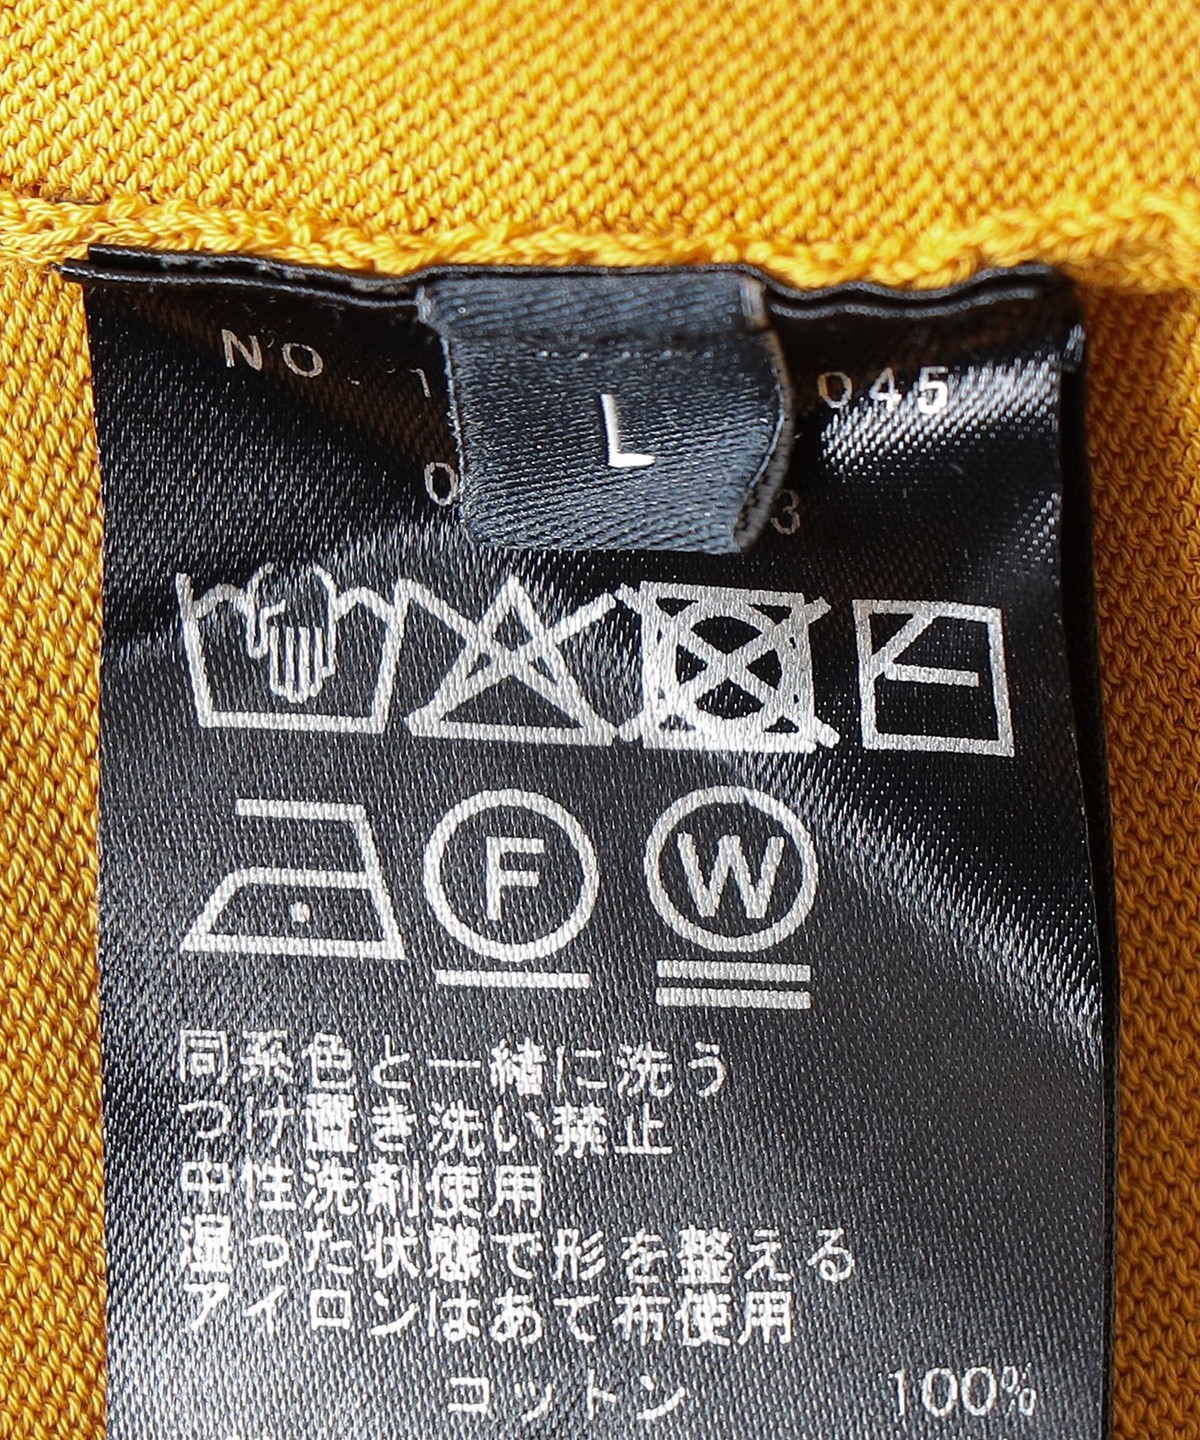 NO. 1
045
L
0
3
F
W
同系色と一緒に洗う
つけ置き洗い禁止
中性洗剤使用
湿った状態で形を整える
アイロンはあて布使用
コットン 100%